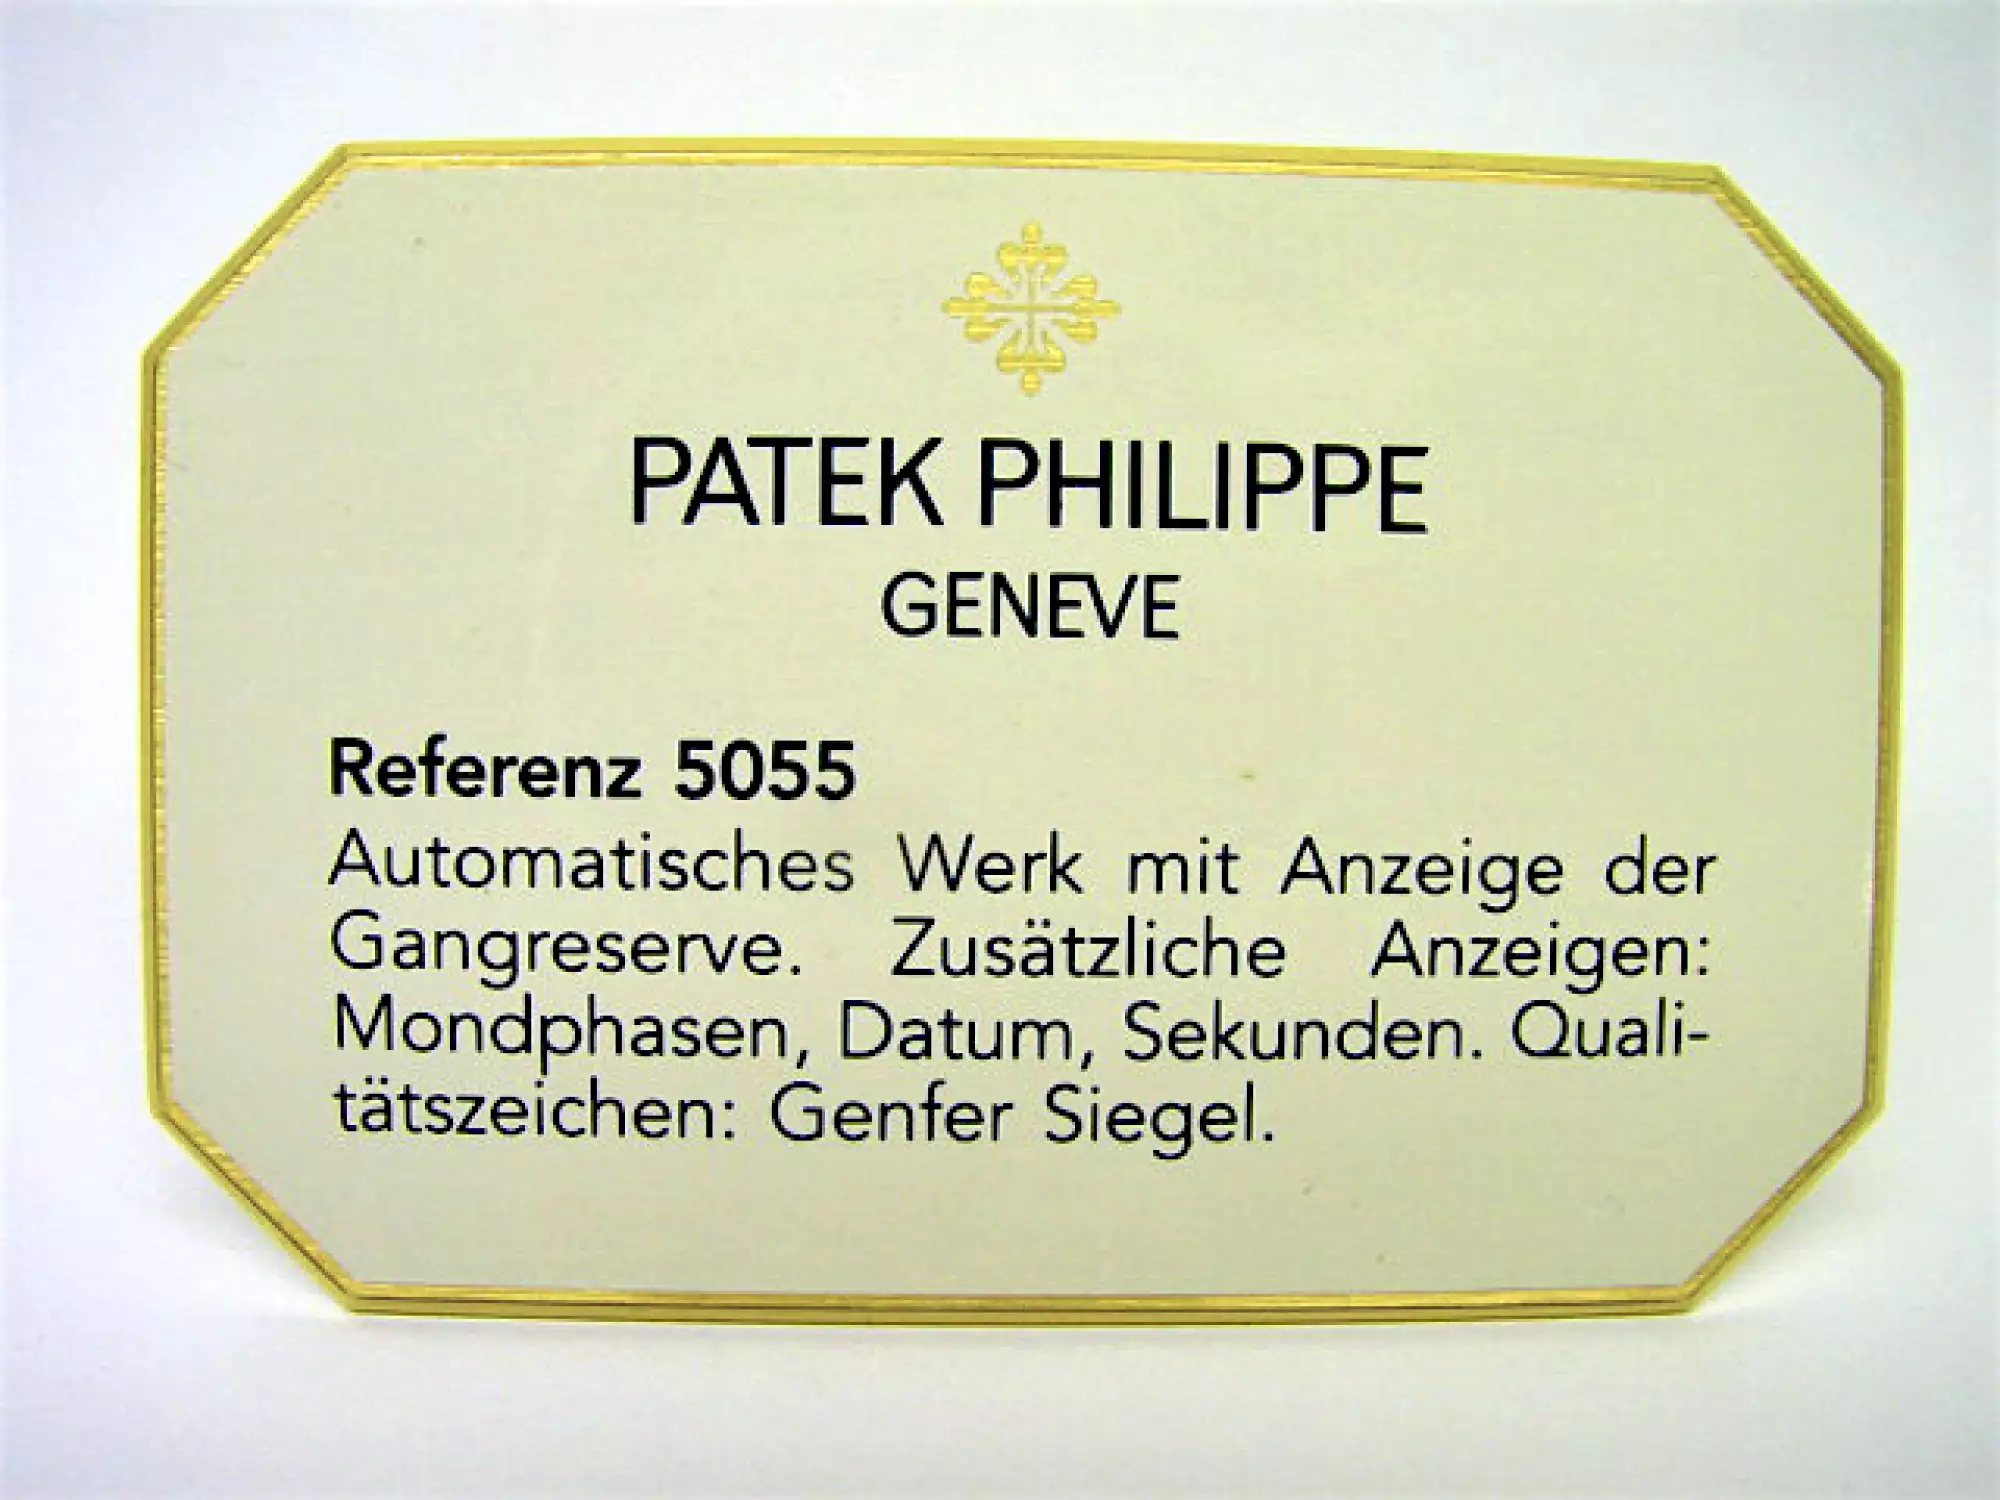 PATEK PHILIPPE
GENEVE
Referenz 5055
Automatisches Werk mit Anzeige der
Gangreserve. Zusätzliche Anzeigen:
Mondphasen, Datum, Sekunden. Quali-
tätszeichen: Genfer Siegel.